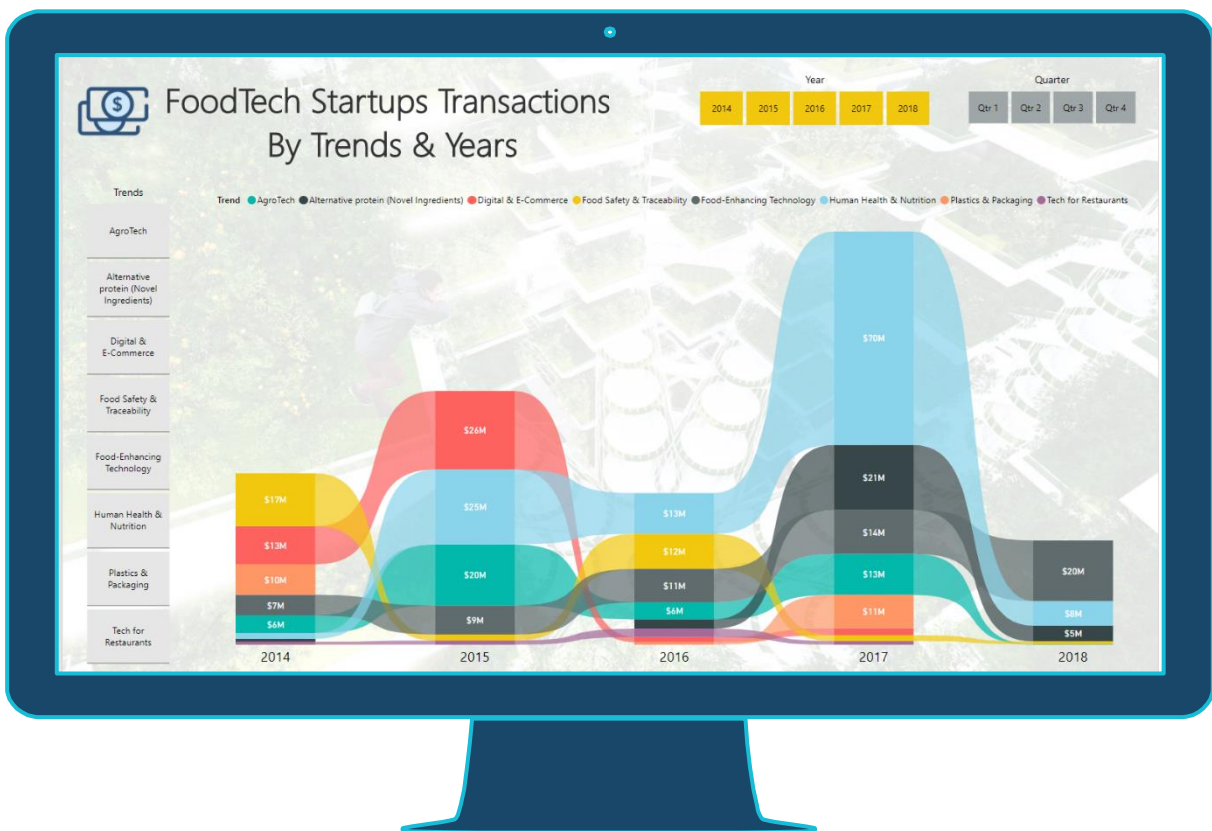 FoodTech Startups Transactions
By Trends & Years
Year
2014 2015 2016 2017 2018
Quarter
Qtr 1 Qtr 2 Qtr 3 Qtr 4
Trends
AgroTech
Alternative
protein (Novel
Ingredients)
Digital &
E-Commerce
Food Safety &
Traceability
Food-Enhancing
Technology
Human Health &
Nutrition
Plastics &
Packaging
Tech for
Restaurants
Trend AgroTech Alternative protein (Novel Ingredients) Digital & E-Commerce Food Safety & Traceability Food-Enhancing Technology Human Health & Nutrition Plastics & Packaging Tech for Restaurants
$17M
$13M
$10M
$7M
$6M
$26M
$25M
$20M
$9M
$13M
$12M
$11M
$6M
$70M
$21M
$14M
$13M
$11M
$20M
$8M
$5M
2014 2015 2016 2017 2018